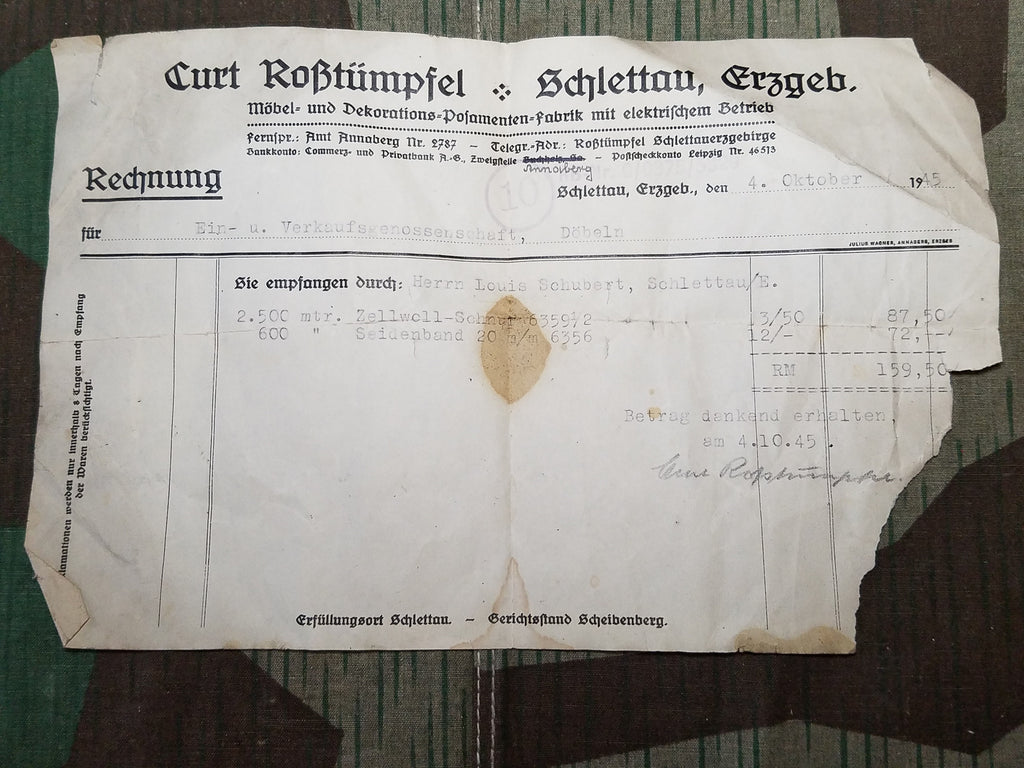 Curt Roßtümpfel ⁘ Schlettau, Erzgeb.
Möbel- und Dekorations-Posamenten-Fabrik mit elektrischem Betrieb
Fernspr.: Amt Annaberg Nr. 2787 — Telegr.-Adr.: Roßtümpfel Schlettauerzgebirge
Bankkonto: Commerz- und Privatbank A.-G., Zweigstelle Buchholz, Sa. — Postscheckkonto Leipzig Nr. 46513
Annaberg
Rechnung
10
Schlettau, Erzgeb., den 4. Oktober 1945
für Ein- u. Verkaufsgenossenschaft, Döbeln
JULIUS WAGNER, ANNABERG, ERZGEB
Sie empfangen durch: Herrn Louis Schubert, Schlettau/E.
2.500 mtr. Zellwoll-Schnur 6359½ 3/50 87,50
600 " Seidenband 20 m/m 6356 12/- 72,--
RM 159,50
Betrag dankend erhalten,
am 4.10.45.
Curt Roßtümpfel.
lamationen werden nur innerhalb 8 Tagen nach Empfang
der Waren berücksichtigt.
Erfüllungsort Schlettau. — Gerichtsstand Scheibenberg.